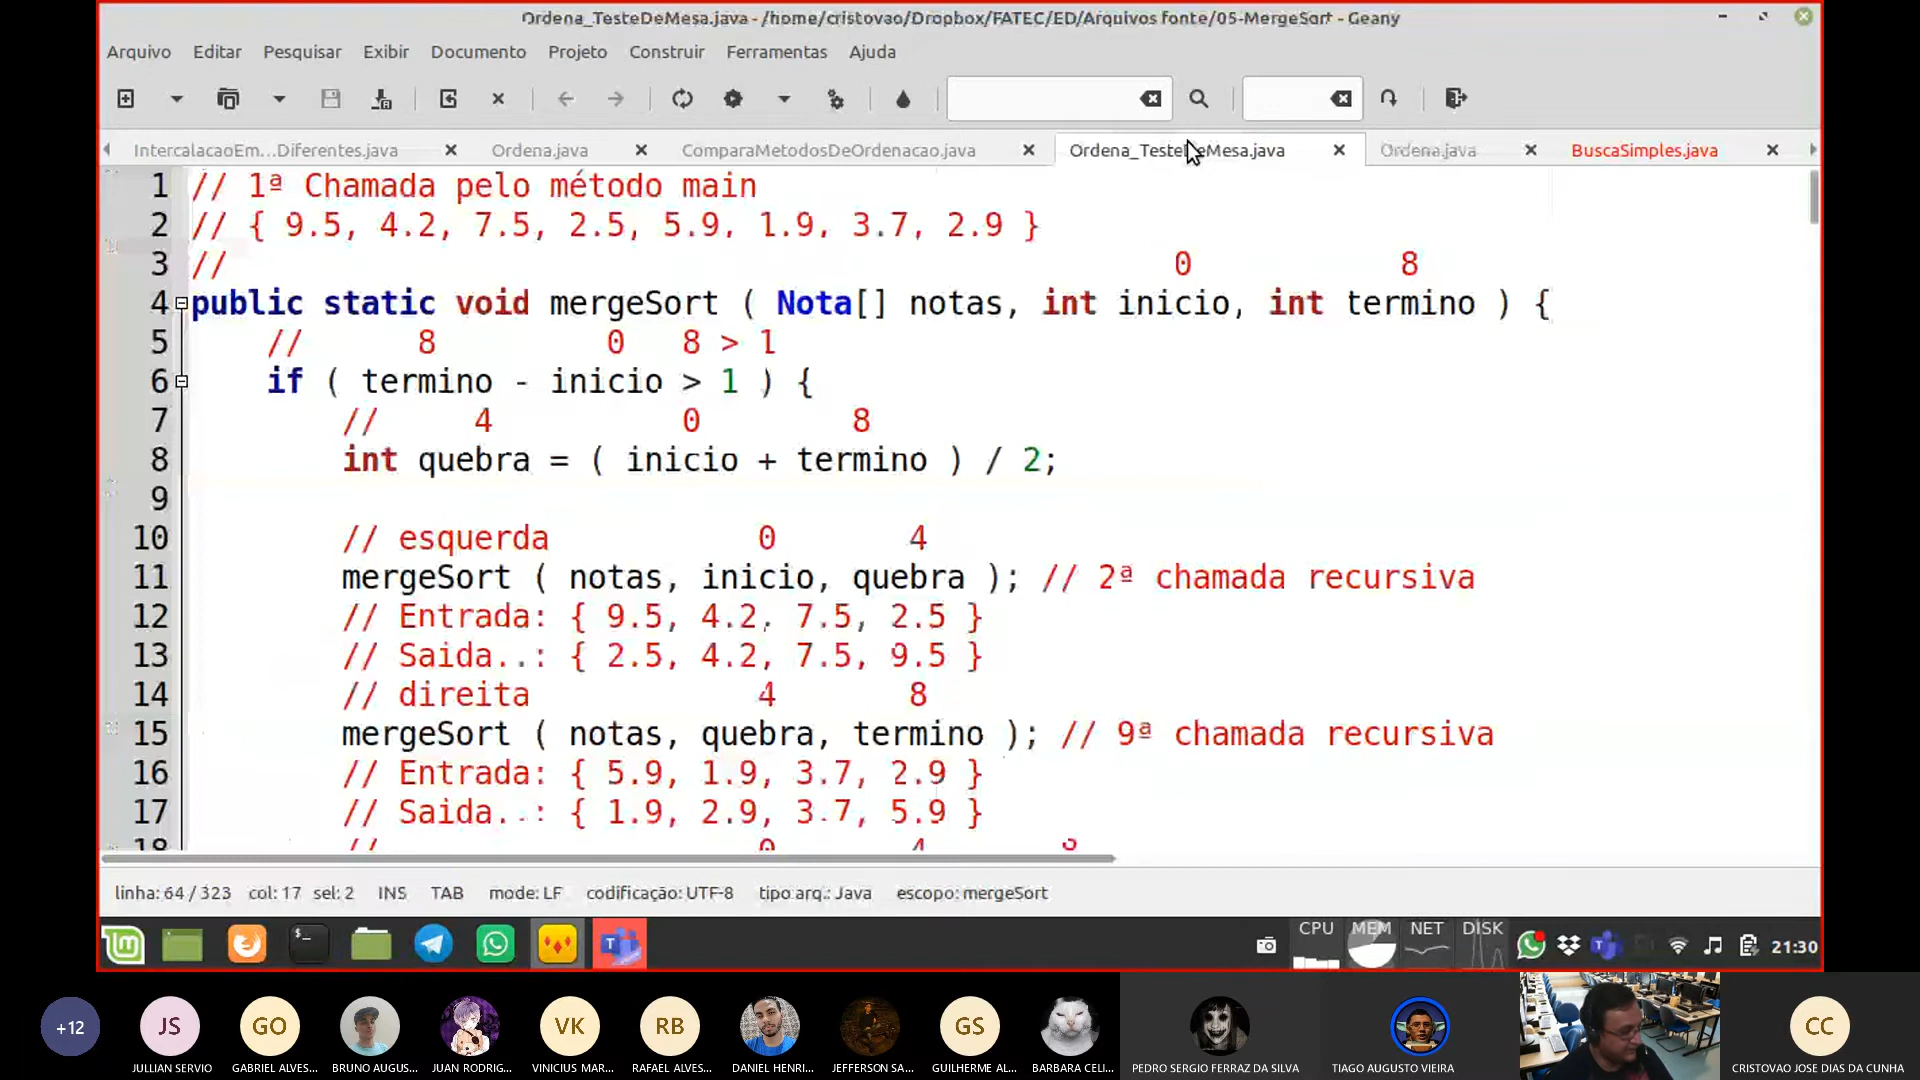 Ordena_TesteDeMesa.java - /home/cristovao/Dropbox/FATEC/ED/Arquivos fonte/05-MergeSort - Geany
Arquivo Editar Pesquisar Exibir Documento Projeto Construir Ferramentas Ajuda
IntercalacaoEm...Diferentes.java Ordena.java ComparaMetodosDeOrdenacao.java Ordena_TesteDeMesa.java Ordena.java BuscaSimples.java
1 // 1ª Chamada pelo método main
2 // { 9.5, 4.2, 7.5, 2.5, 5.9, 1.9, 3.7, 2.9 }
3 // 0 8
4 public static void mergeSort ( Nota[] notas, int inicio, int termino ) {
5 // 8 0 8 > 1
6 if ( termino - inicio > 1 ) {
7 // 4 0 8
8 int quebra = ( inicio + termino ) / 2;
9
10 // esquerda 0 4
11 mergeSort ( notas, inicio, quebra ); // 2ª chamada recursiva
12 // Entrada: { 9.5, 4.2, 7.5, 2.5 }
13 // Saida..: { 2.5, 4.2, 7.5, 9.5 }
14 // direita 4 8
15 mergeSort ( notas, quebra, termino ); // 9ª chamada recursiva
16 // Entrada: { 5.9, 1.9, 3.7, 2.9 }
17 // Saida..: { 1.9, 2.9, 3.7, 5.9 }
18 // 0 4
linha: 64 / 323 col: 17 sel: 2 INS TAB mode: LF codificação: UTF-8 tipo arq.: Java escopo: mergeSort
CPU MEM NET DISK
21:30
+12 JS GO VK RB GS CC
JULLIAN SERVIO GABRIEL ALVES... BRUNO AUGUS... JUAN RODRIG... VINICIUS MAR... RAFAEL ALVES... DANIEL HENRI... JEFFERSON SA... GUILHERME AL... BARBARA CELI... PEDRO SERGIO FERRAZ DA SILVA TIAGO AUGUSTO VIEIRA CRISTOVAO JOSE DIAS DA CUNHA